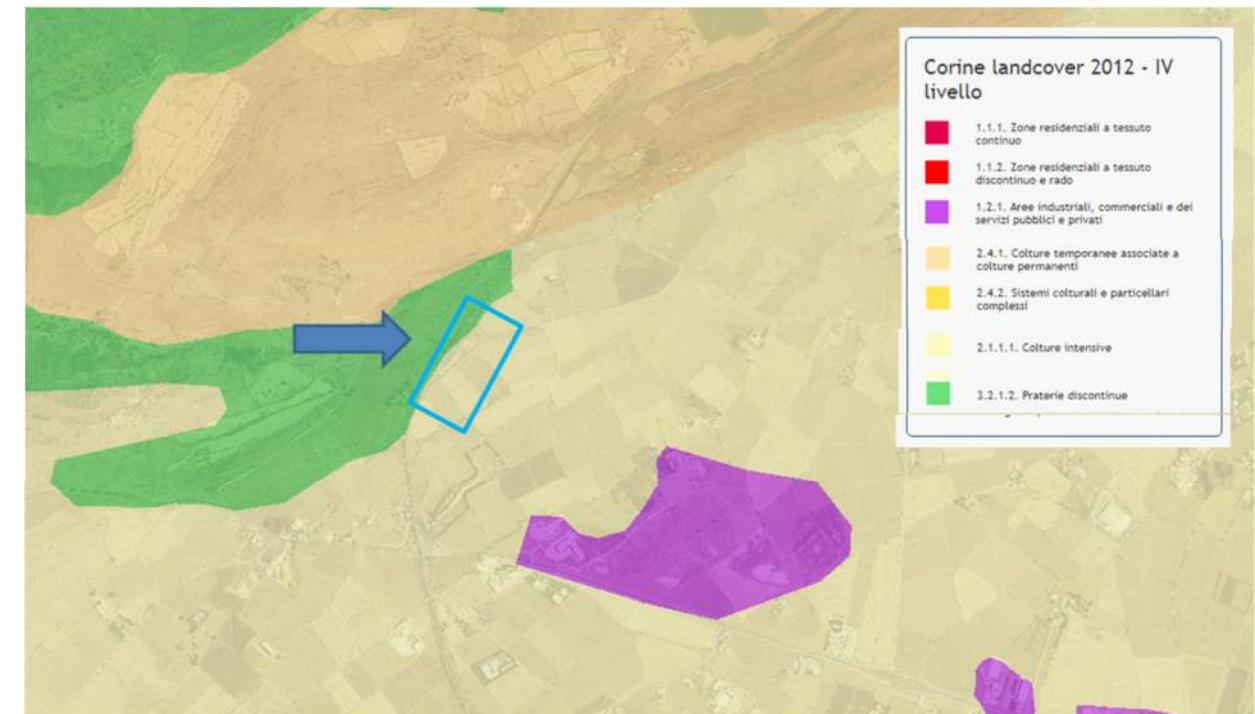 Corine landcover 2012 - IV
livello
1.1.1. Zone residenziali a tessuto
continuo
1.1.2. Zone residenziali a tessuto
discontinuo e rado
1.2.1. Aree industriali, commerciali e dei
servizi pubblici e privati
2.4.1. Colture temporanee associate a
colture permanenti
2.4.2. Sistemi colturali e particellari
complessi
2.1.1.1. Colture intensive
3.2.1.2. Praterie discontinue